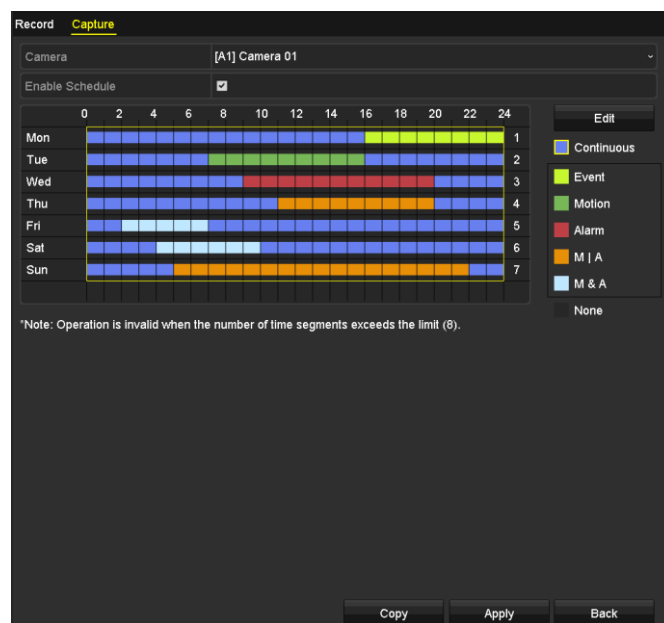 Record Capture
Camera [A1] Camera 01
Enable Schedule
0 2 4 6 8 10 12 14 16 18 20 22 24
Edit
Mon 1
Continuous
Tue 2
Event
Wed 3
Motion
Thu 4
Alarm
Fri 5
M | A
Sat 6
M & A
Sun 7
None
*Note: Operation is invalid when the number of time segments exceeds the limit (8).
Copy Apply Back